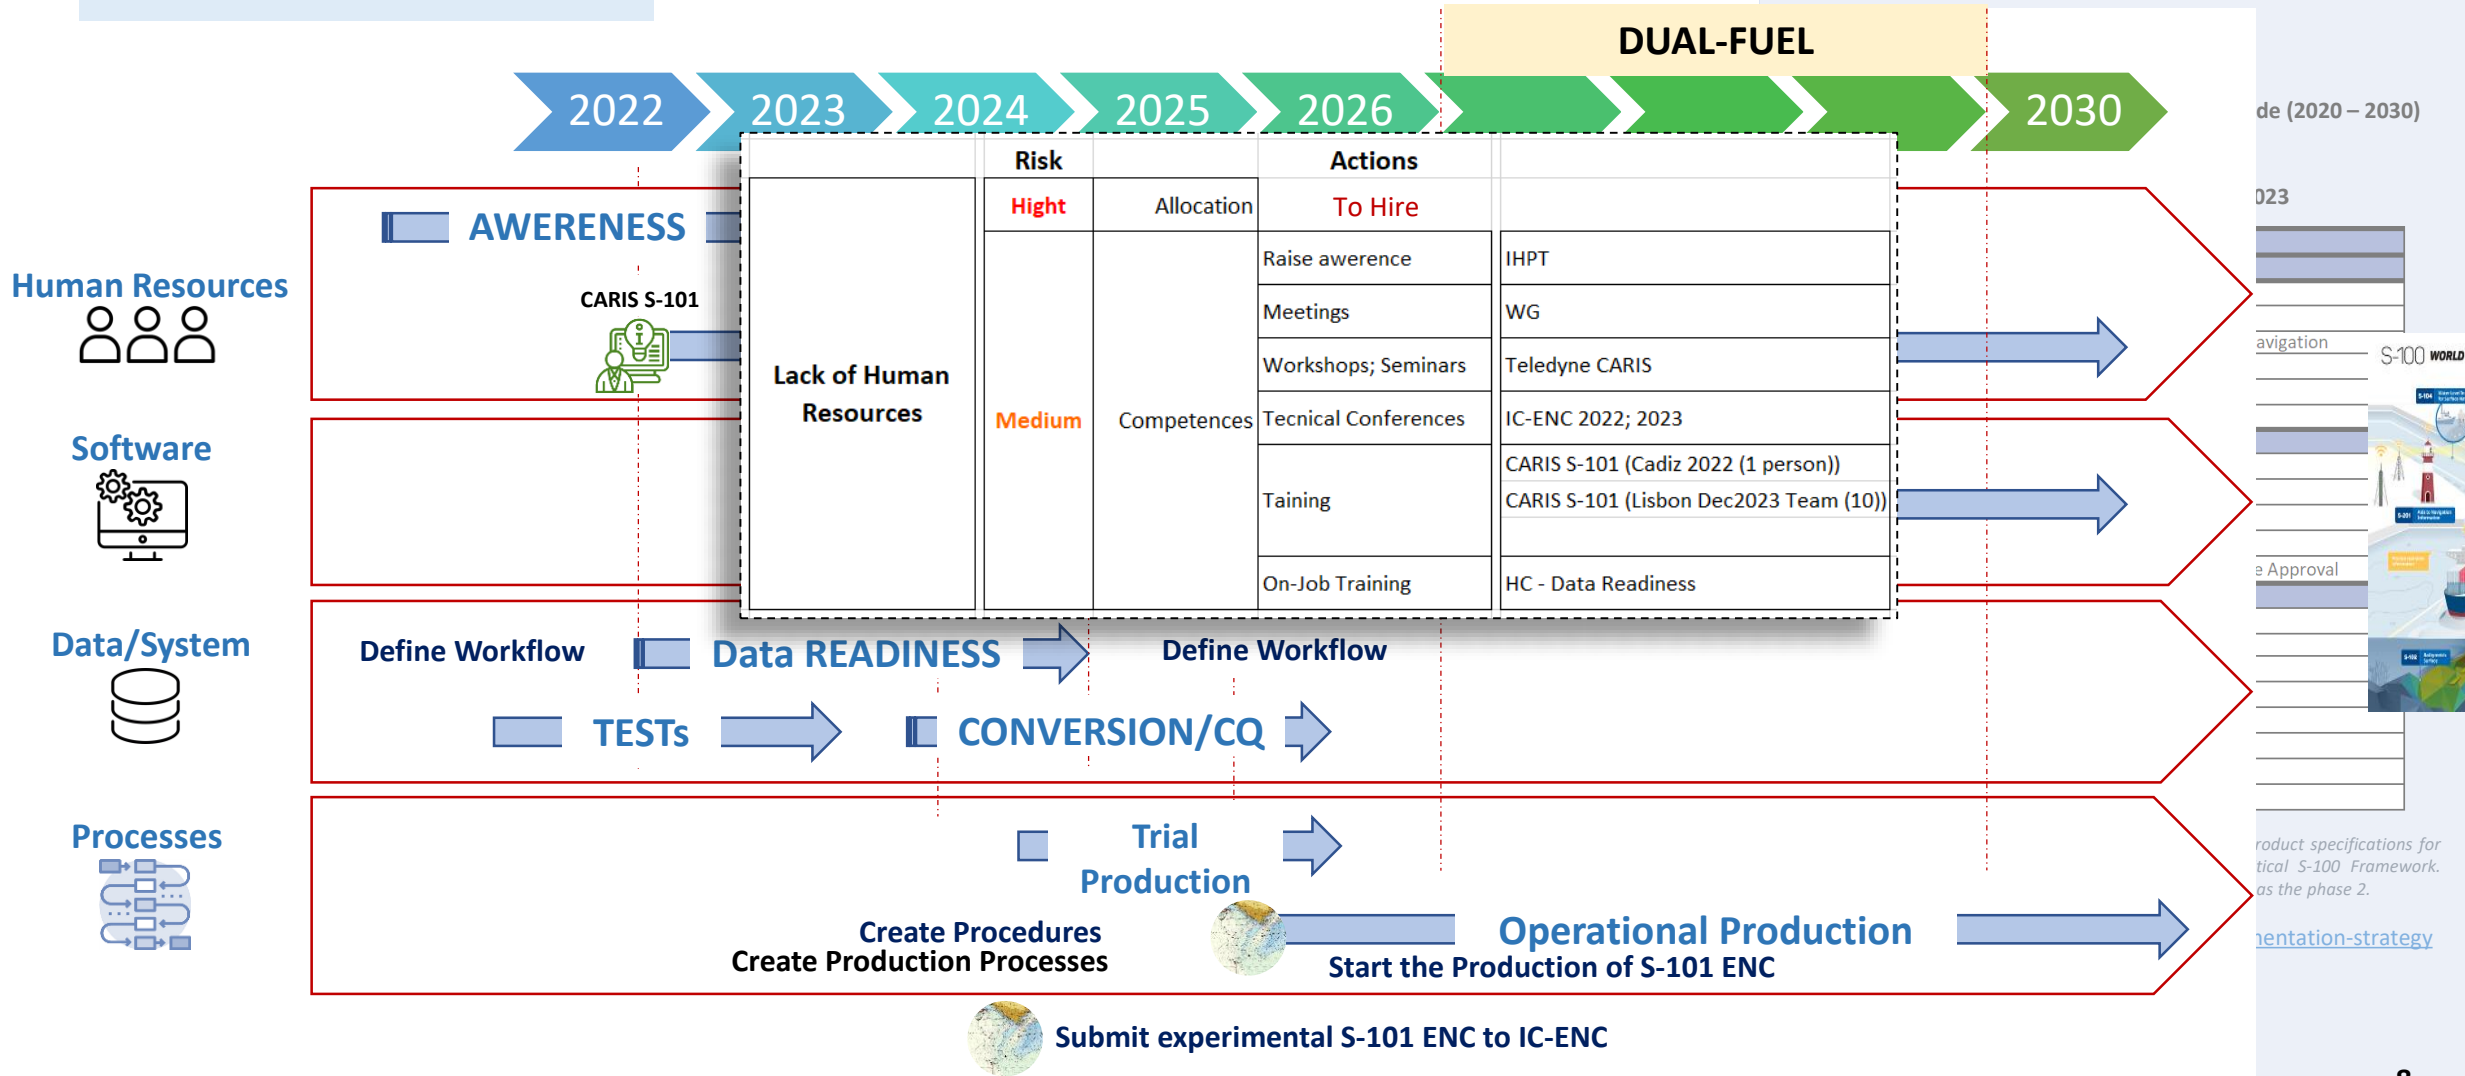 DUAL-FUEL
2022
2023
2024
2025
2026
2030
de (2020 – 2030)
Risk
Actions
Lack of Human
Resources
Hight
Allocation
To Hire
Medium
Competences
Raise awerence
IHPT
Meetings
WG
Workshops; Seminars
Teledyne CARIS
Tecnical Conferences
IC-ENC 2022; 2023
Taining
CARIS S-101 (Cadiz 2022 (1 person))
CARIS S-101 (Lisbon Dec2023 Team (10))
On-Job Training
HC - Data Readiness
Human Resources
AWERENESS
CARIS S-101
Software
Data/System
Define Workflow
Data READINESS
Define Workflow
TESTs
CONVERSION/CQ
Processes
Trial
Production
Create Procedures
Create Production Processes
Operational Production
Start the Production of S-101 ENC
Submit experimental S-101 ENC to IC-ENC
023
avigation
S-100 WORLD
S-104
S-201
S-102
e Approval
roduct specifications for
tical S-100 Framework.
as the phase 2.
nentation-strategy